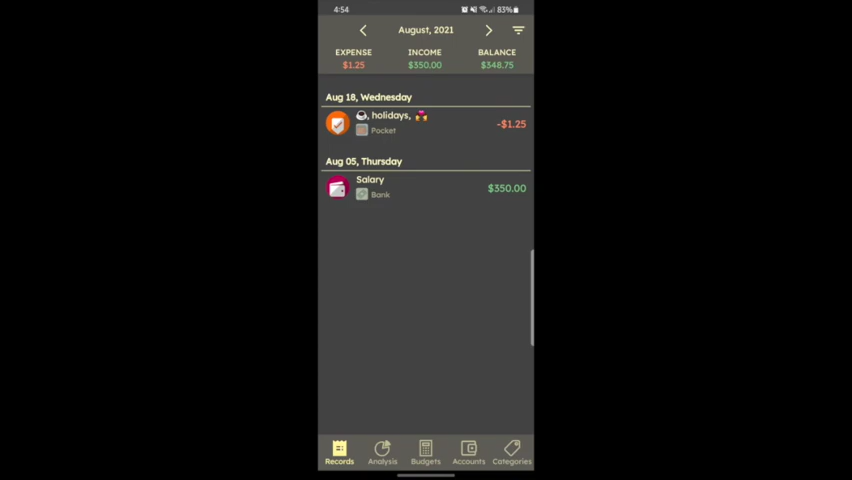 4:54 83%
August, 2021
EXPENSE INCOME BALANCE
$1.25 $350.00 $348.75
Aug 18, Wednesday
☕, holidays, 💑
-$1.25
Pocket
Aug 05, Thursday
Salary
$350.00
Bank
Records Analysis Budgets Accounts Categories